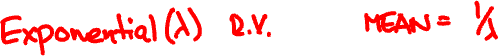 Exponential(λ) R.V. MEAN = 1/λ